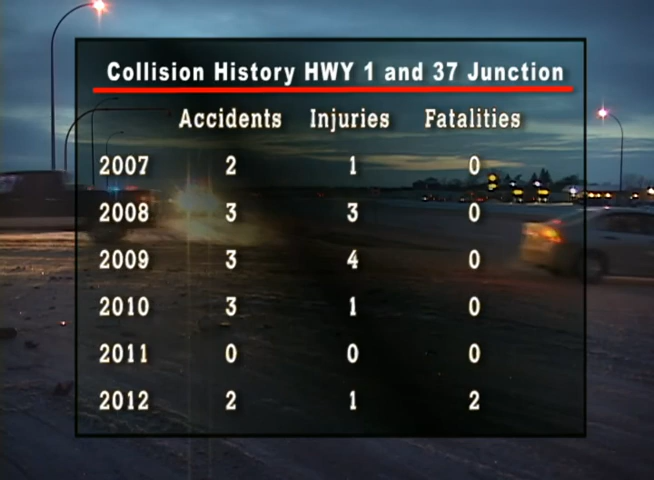 Collision History HWY 1 and 37 Junction
Accidents Injuries Fatalities
2007 2 1 0
2008 3 3 0
2009 3 4 0
2010 3 1 0
2011 0 0 0
2012 2 1 2